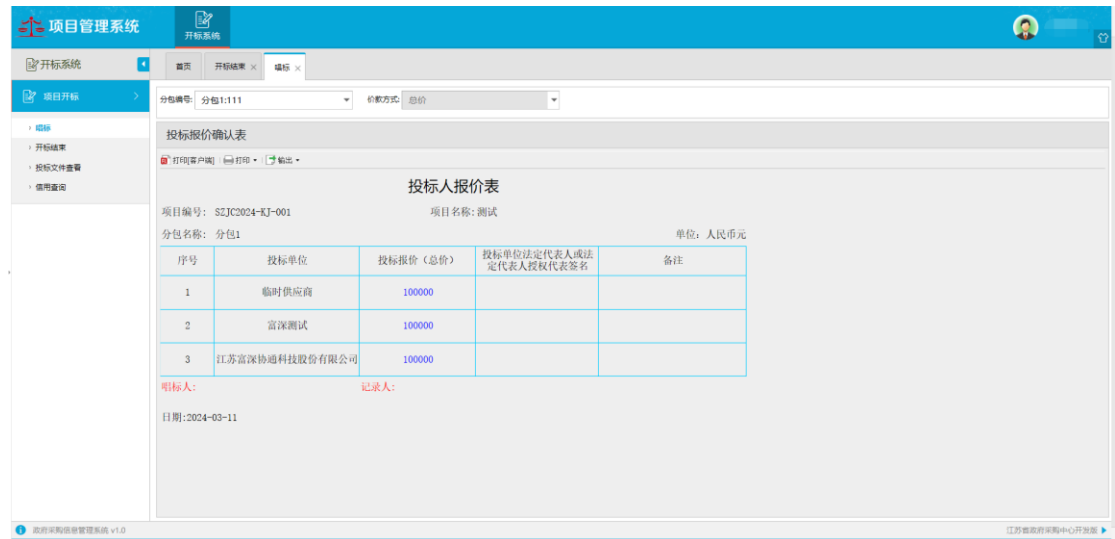 项目管理系统
开标系统
开标系统
首页 开标结束 × 唱标 ×
项目开标
分包编号: 分包1:111 价款方式: 总价
唱标
开标结束
投标文件查看
信用查询
投标报价确认表
打印[客户端] 打印 输出
投标人报价表
项目编号: SZJC2024-KJ-001 项目名称:测试
分包名称: 分包1 单位: 人民币元
序号 投标单位 投标报价（总价） 投标单位法定代表人或法定代表人授权代表签名 备注
1 临时供应商 100000
2 富深测试 100000
3 江苏富深协通科技股份有限公司 100000
唱标人: 记录人:
日期:2024-03-11
政府采购信息管理系统 v1.0 江苏省政府采购中心开发版